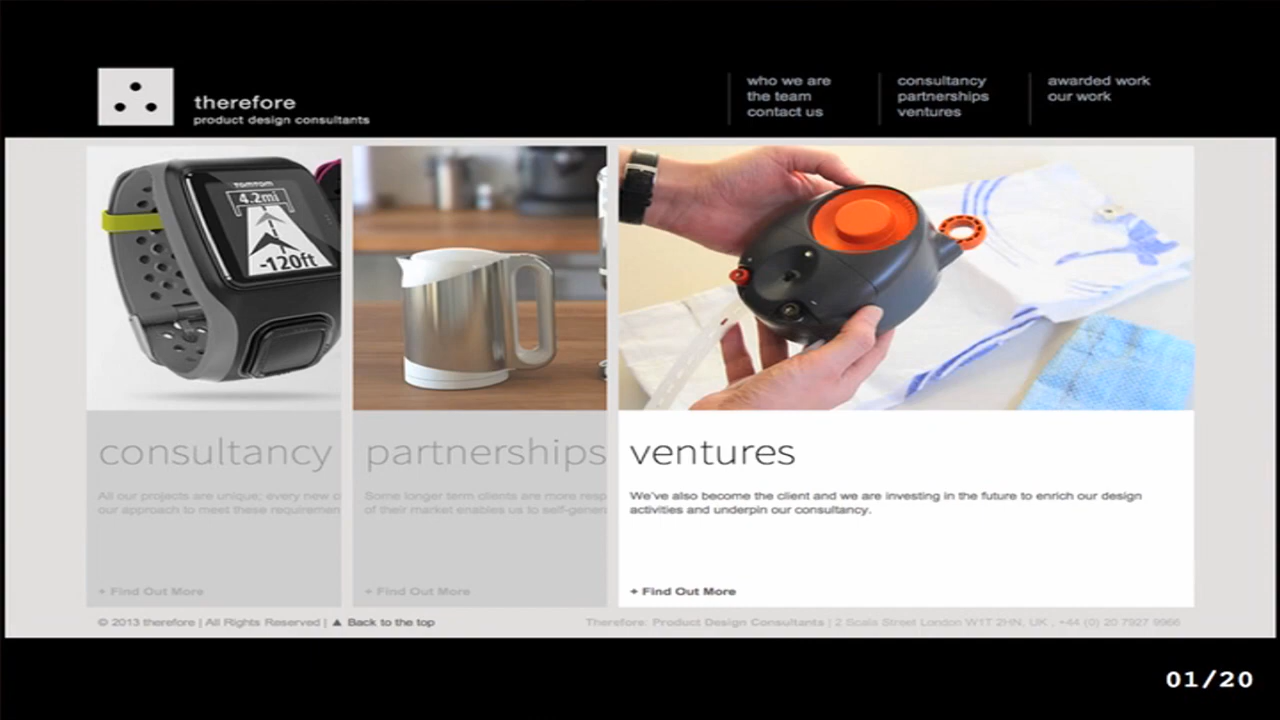 therefore
product design consultants
who we are
the team
contact us
consultancy
partnerships
ventures
awarded work
our work
TOMTOM
4.2mi
-120ft
consultancy
All our projects are unique; every new
our approach to meet these requiremen
+ Find Out More
partnerships
Some longer term clients are more resp
of their market enables us to self-gener
+ Find Out More
ventures
We've also become the client and we are investing in the future to enrich our design
activities and underpin our consultancy.
+ Find Out More
© 2013 therefore | All Rights Reserved | ▲ Back to the top
Therefore: Product Design Consultants | 2 Scala Street London W1T 2HN, UK , +44 (0) 20 7927 9966
01/20